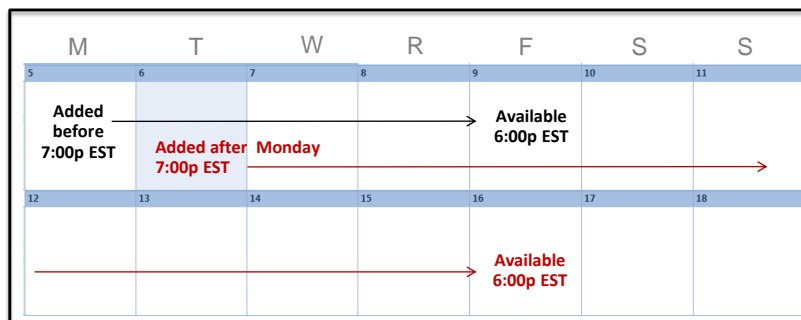 M T W R F S S
5 6 7 8 9 10 11
Added
before
7:00p EST
Available
6:00p EST
Added after Monday
7:00p EST
12 13 14 15 16 17 18
Available
6:00p EST